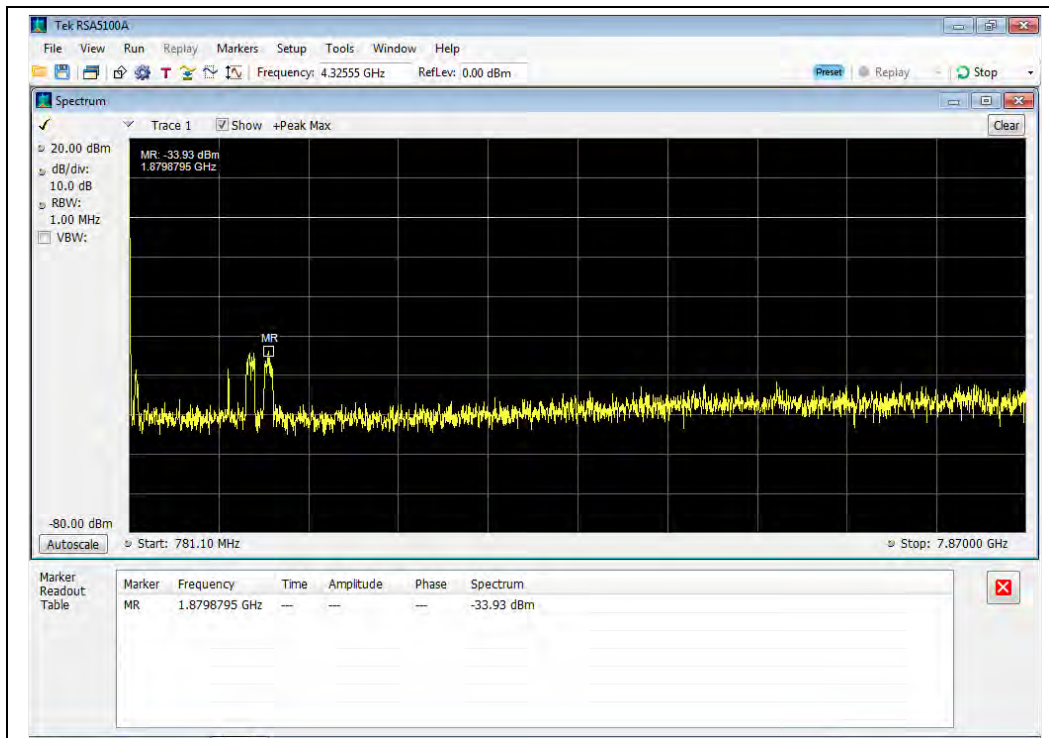 Tek RSA5100A
File View Run Replay Markers Setup Tools Window Help
T Frequency: 4.32555 GHz RefLev: 0.00 dBm Preset Replay Stop
Spectrum
Trace 1 Show +Peak Max Clear
20.00 dBm
dB/div:
10.0 dB
RBW:
1.00 MHz
VBW:
MR: -33.93 dBm
1.8798795 GHz
MR
-80.00 dBm
Autoscale Start: 781.10 MHz Stop: 7.87000 GHz
Marker
Readout
Table
Marker Frequency Time Amplitude Phase Spectrum
MR 1.8798795 GHz --- --- --- -33.93 dBm